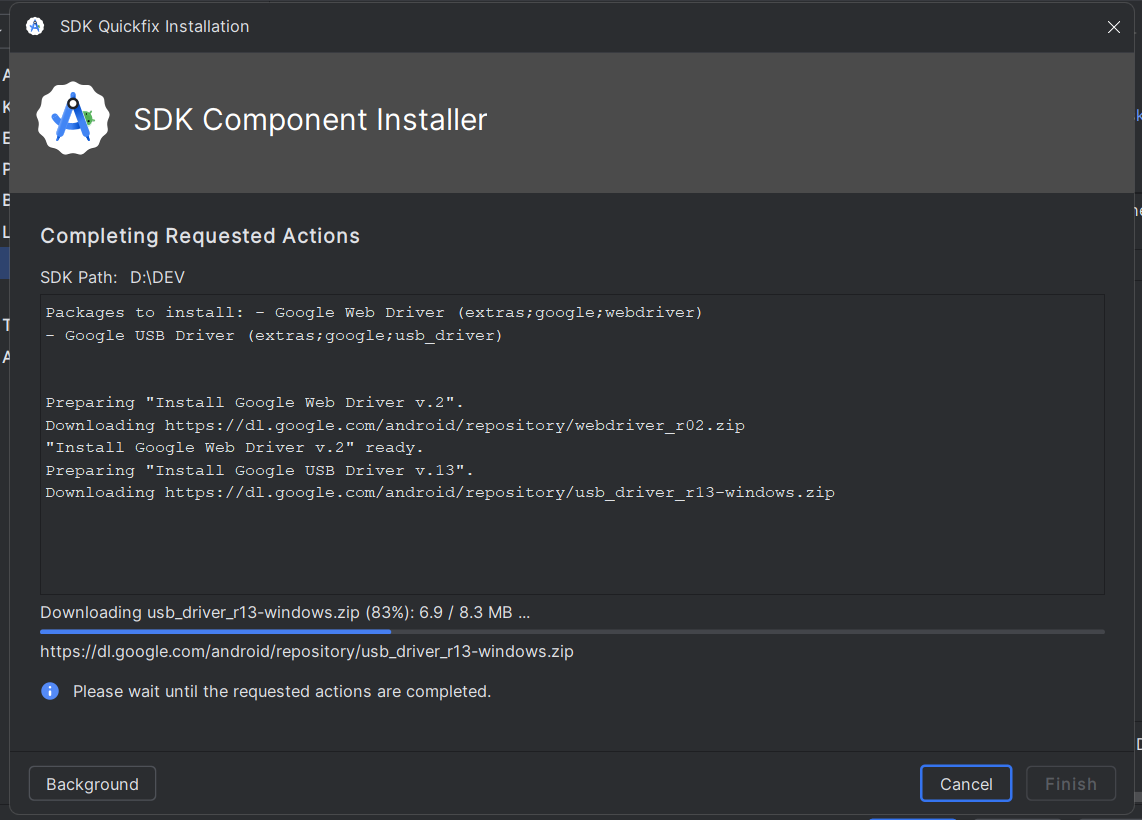 SDK Quickfix Installation
SDK Component Installer
Completing Requested Actions
SDK Path: D:\DEV
Packages to install: - Google Web Driver (extras;google;webdriver)
- Google USB Driver (extras;google;usb_driver)
Preparing "Install Google Web Driver v.2".
Downloading https://dl.google.com/android/repository/webdriver_r02.zip
"Install Google Web Driver v.2" ready.
Preparing "Install Google USB Driver v.13".
Downloading https://dl.google.com/android/repository/usb_driver_r13-windows.zip
Downloading usb_driver_r13-windows.zip (83%): 6.9 / 8.3 MB ...
https://dl.google.com/android/repository/usb_driver_r13-windows.zip
Please wait until the requested actions are completed.
Background
Cancel
Finish